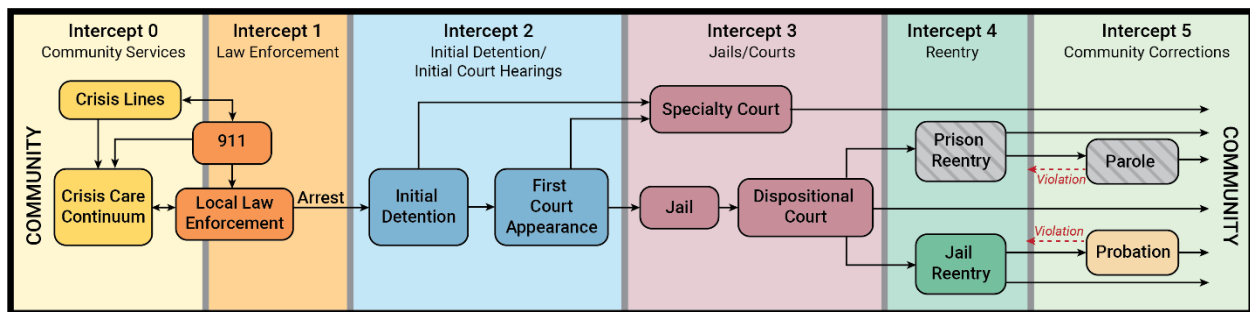 Intercept 0
Community Services
Intercept 1
Law Enforcement
Intercept 2
Initial Detention/
Initial Court Hearings
Intercept 3
Jails/Courts
Intercept 4
Reentry
Intercept 5
Community Corrections
COMMUNITY
Crisis Lines
911
Crisis Care
Continuum
Local Law
Enforcement
Arrest
Initial
Detention
First
Court
Appearance
Specialty Court
Jail
Dispositional
Court
Prison
Reentry
Parole
Violation
Jail
Reentry
Violation
Probation
COMMUNITY